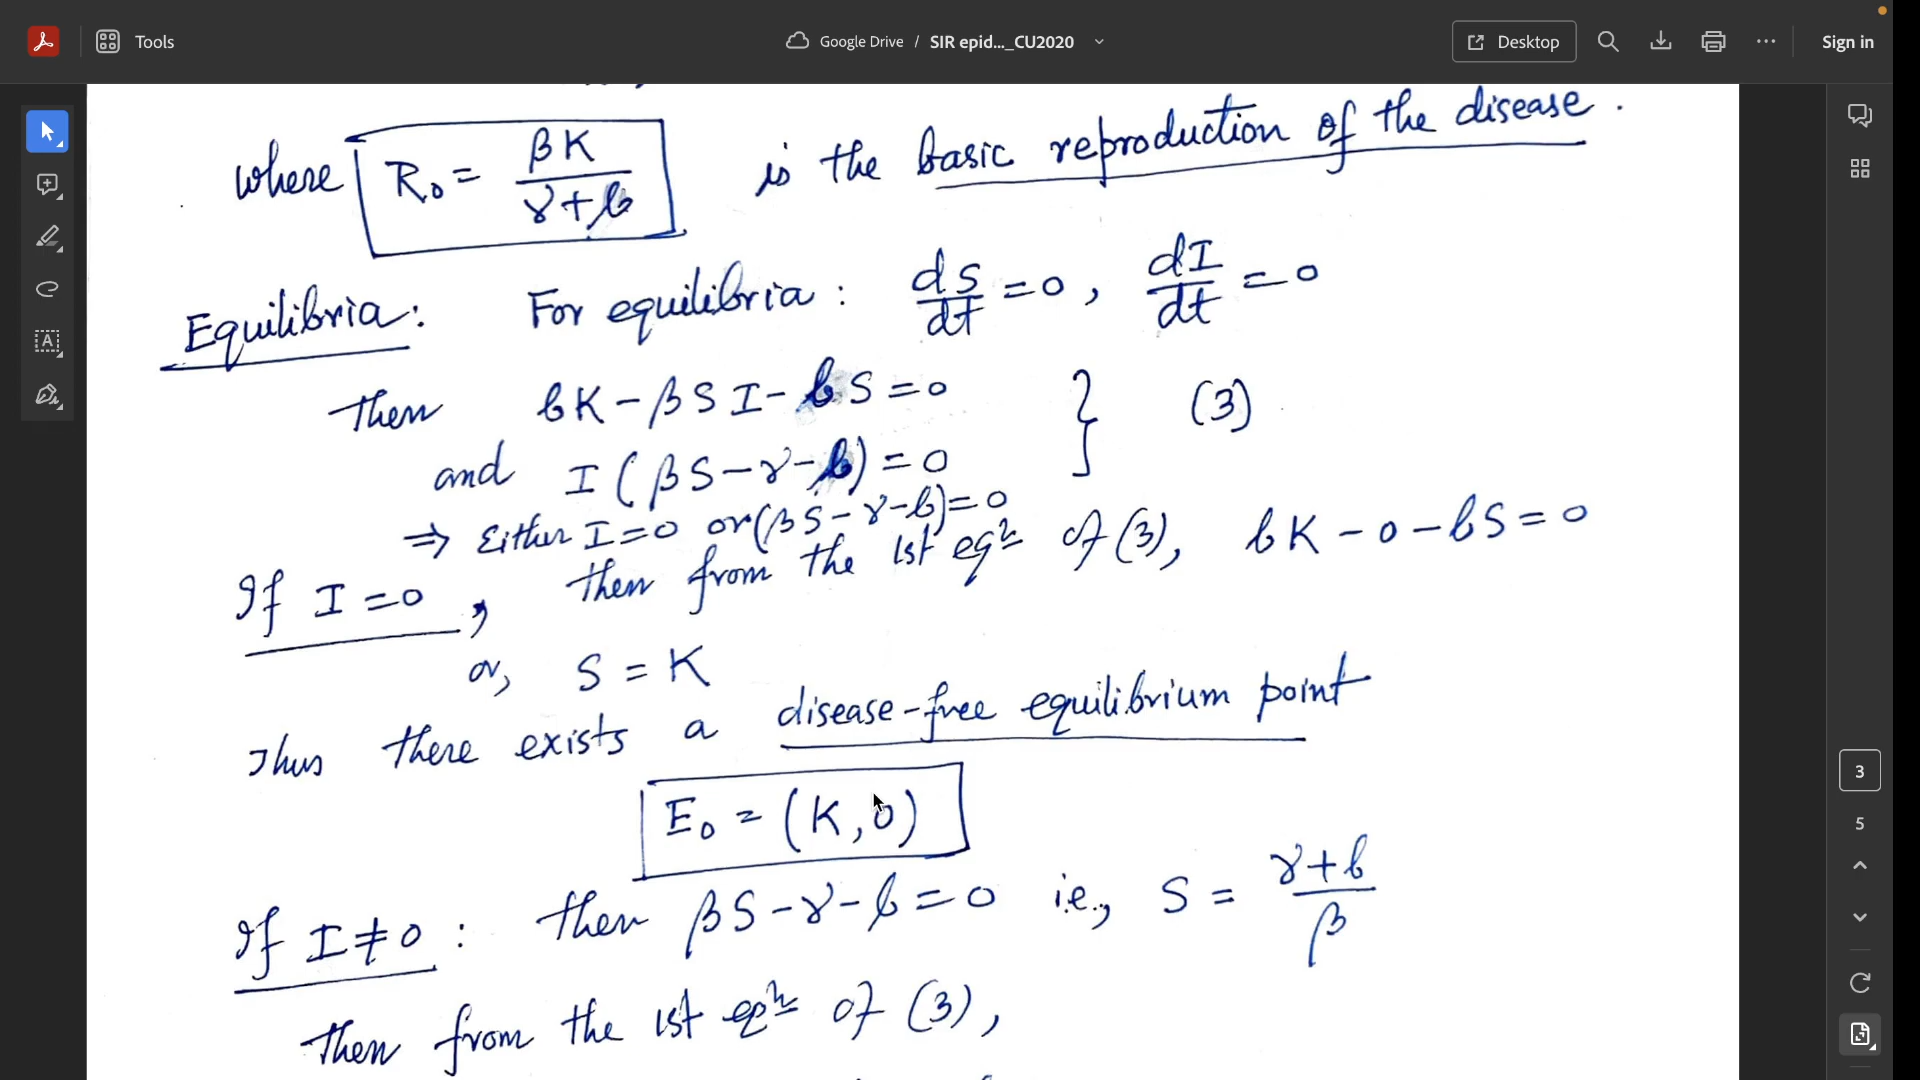 Tools
Google Drive / SIR epid..._CU2020
Desktop
Sign in
where R₀ = βK / (γ+b) is the basic reproduction of the disease.
Equilibria: For equilibria: dS/dt = 0, dI/dt = 0
Then bK - βSI - bS = 0 } (3)
and I(βS - γ - b) = 0
⇒ Either I = 0 or (βS - γ - b) = 0
If I = 0, then from the 1st eqⁿ of (3), bK - 0 - bS = 0
or, S = K
Thus there exists a disease-free equilibrium point
E₀ = (K, 0)
If I ≠ 0: then βS - γ - b = 0 i.e., S = (γ+b) / β
Then from the 1st eqⁿ of (3),
3
5